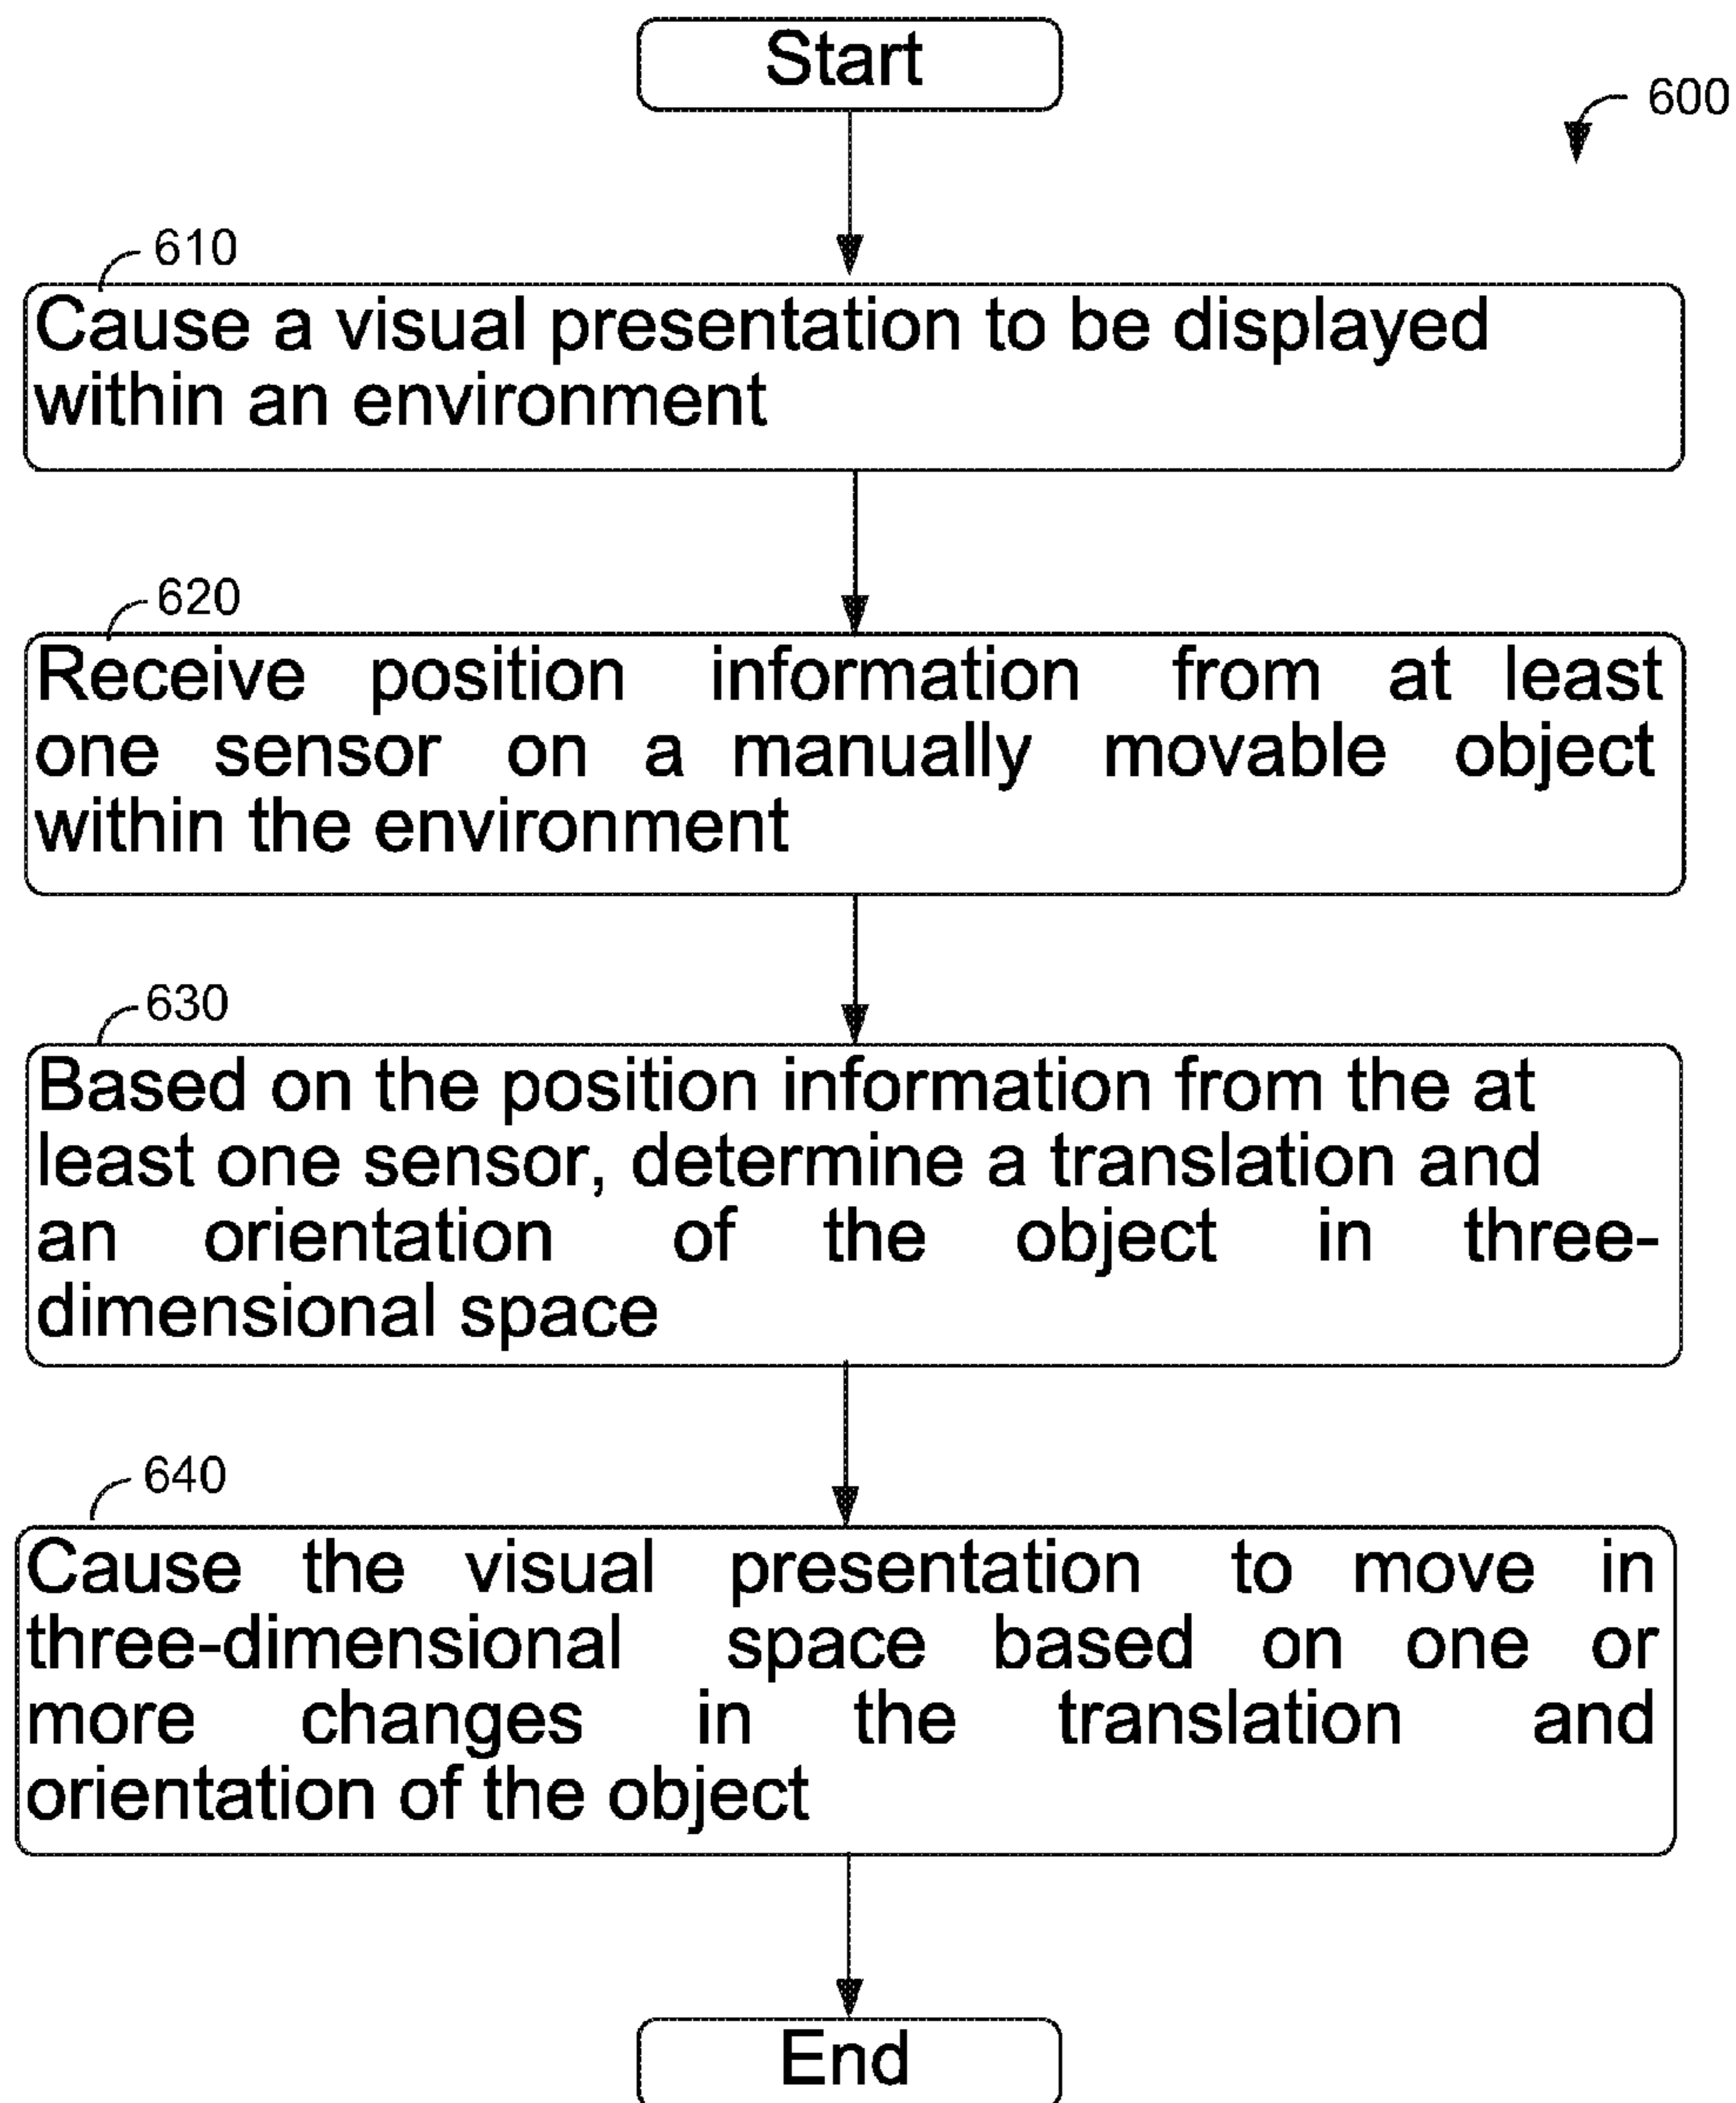 Start
600
610
Cause a visual presentation to be displayed
within an environment
620
Receive position information from at least
one sensor on a manually movable object
within the environment
630
Based on the position information from the at
least one sensor, determine a translation and
an orientation of the object in three-
dimensional space
640
Cause the visual presentation to move in
three-dimensional space based on one or
more changes in the translation and
orientation of the object
End